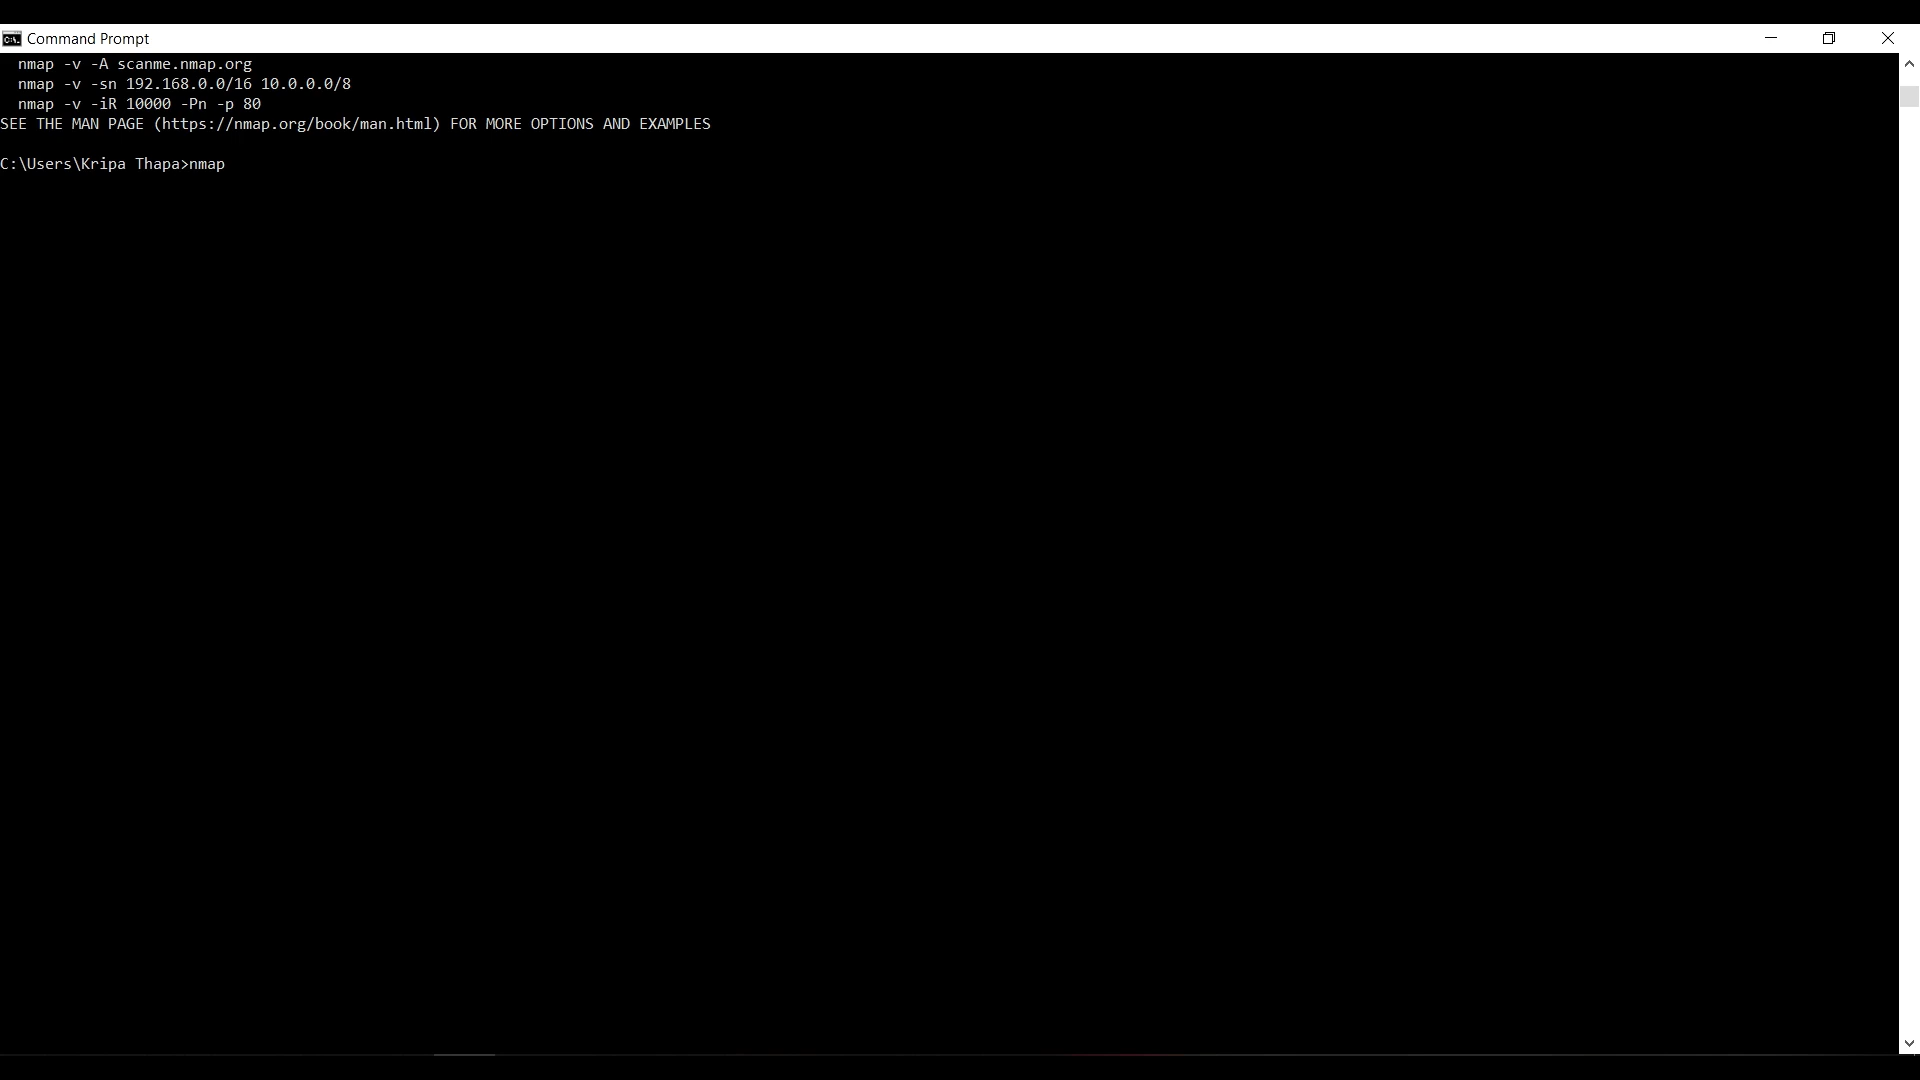 Command Prompt
nmap -v -A scanme.nmap.org
nmap -v -sn 192.168.0.0/16 10.0.0.0/8
nmap -v -iR 10000 -Pn -p 80
SEE THE MAN PAGE (https://nmap.org/book/man.html) FOR MORE OPTIONS AND EXAMPLES
C:\Users\Kripa Thapa>nmap